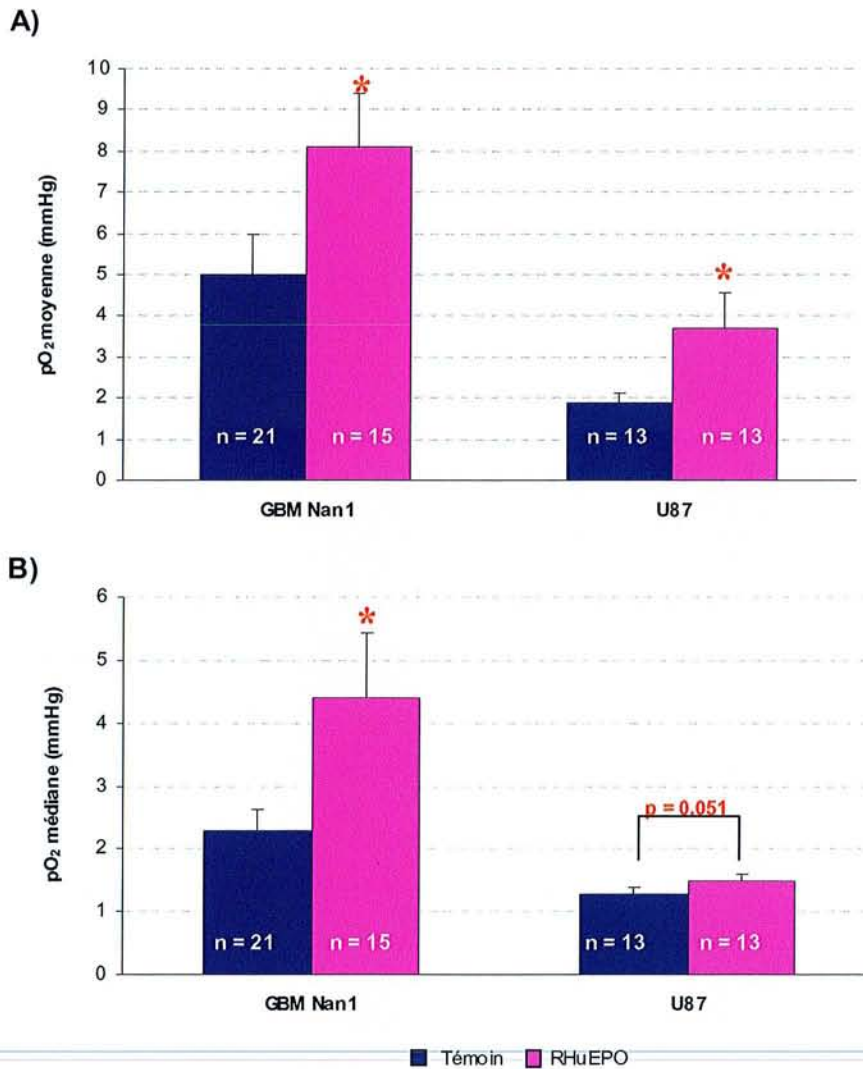 A)
pO₂ moyenne (mmHg)
10
9
8
7
6
5
4
3
2
1
0
*
*
n = 21
n = 15
n = 13
n = 13
GBM Nan1
U87
B)
pO₂ médiane (mmHg)
6
5
4
3
2
1
0
*
p = 0.051
n = 21
n = 15
n = 13
n = 13
GBM Nan1
U87
Témoin
RHuEPO